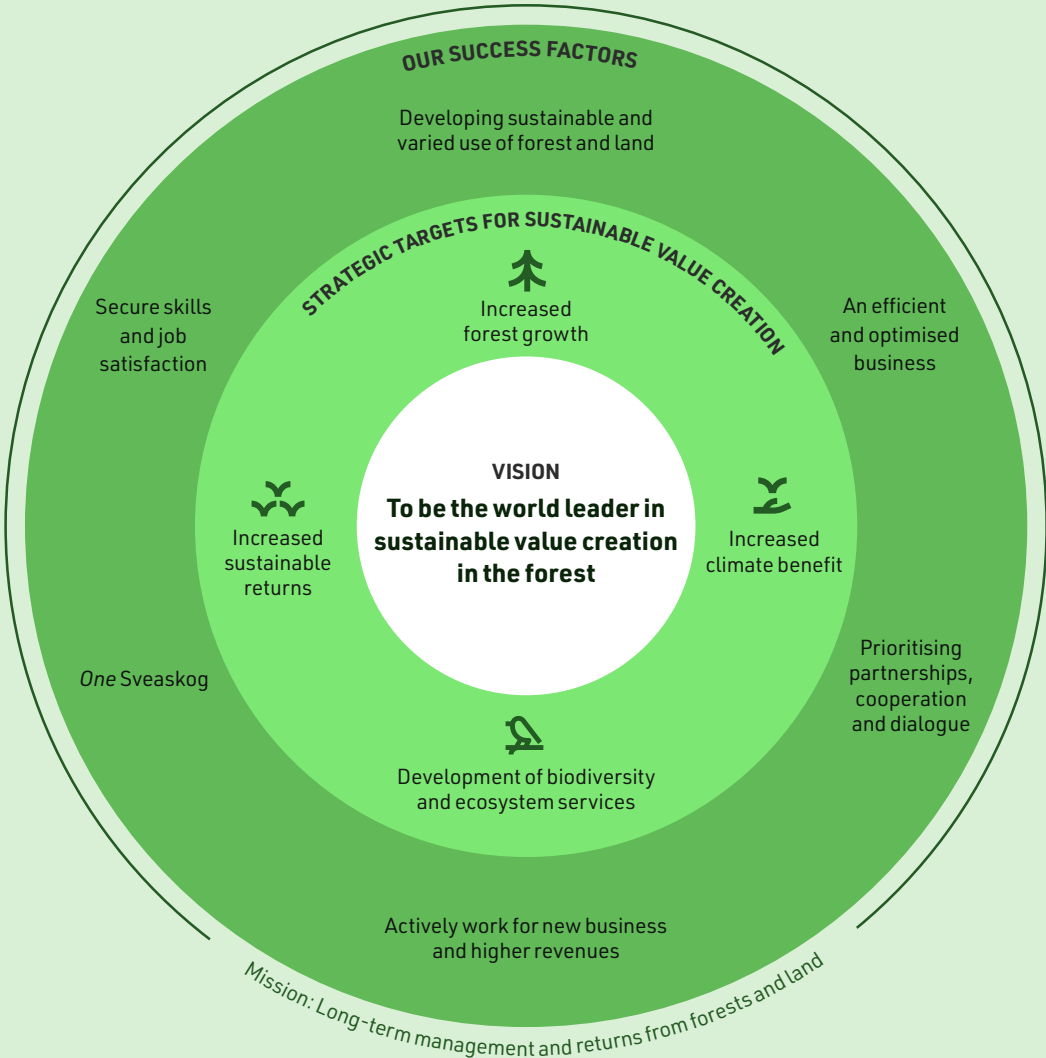 OUR SUCCESS FACTORS
Developing sustainable and
varied use of forest and land
STRATEGIC TARGETS FOR SUSTAINABLE VALUE CREATION
Increased
forest growth
Secure skills
and job
satisfaction
An efficient
and optimised
business
VISION
To be the world leader in
sustainable value creation
in the forest
Increased
sustainable
returns
Increased
climate benefit
One Sveaskog
Prioritising
partnerships,
cooperation
and dialogue
Development of biodiversity
and ecosystem services
Actively work for new business
and higher revenues
Mission: Long-term management and returns from forests and land